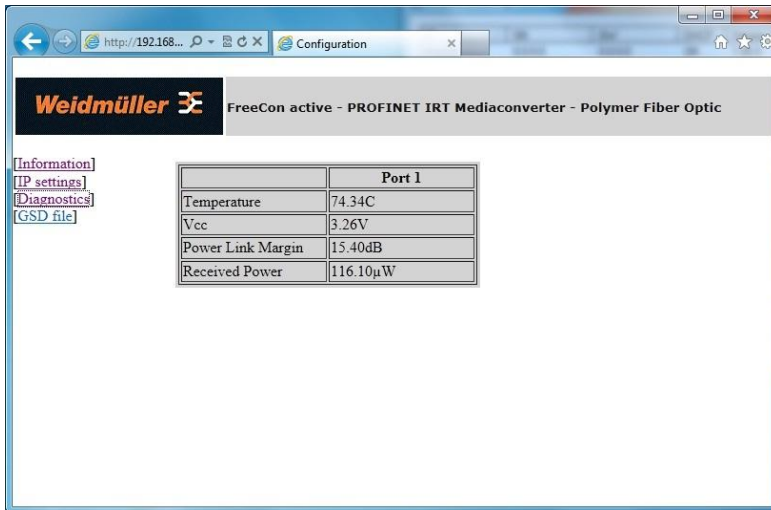 http://192.168...
Configuration
Weidmüller
FreeCon active - PROFINET IRT Mediaconverter - Polymer Fiber Optic
[Information]
[IP settings]
[Diagnostics]
[GSD file]
Port 1
Temperature 74.34C
Vcc 3.26V
Power Link Margin 15.40dB
Received Power 116.10µW